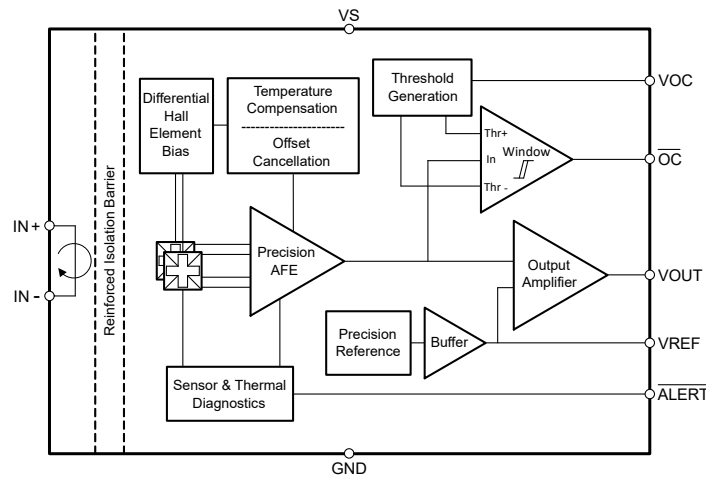 VS
Differential
Hall
Element
Bias
Temperature
Compensation
Offset
Cancellation
Threshold
Generation
VOC
Thr+
In
Window
Thr -
OC
Reinforced Isolation Barrier
IN +
IN -
Precision
AFE
Output
Amplifier
VOUT
Precision
Reference
Buffer
VREF
Sensor & Thermal
Diagnostics
ALERT
GND